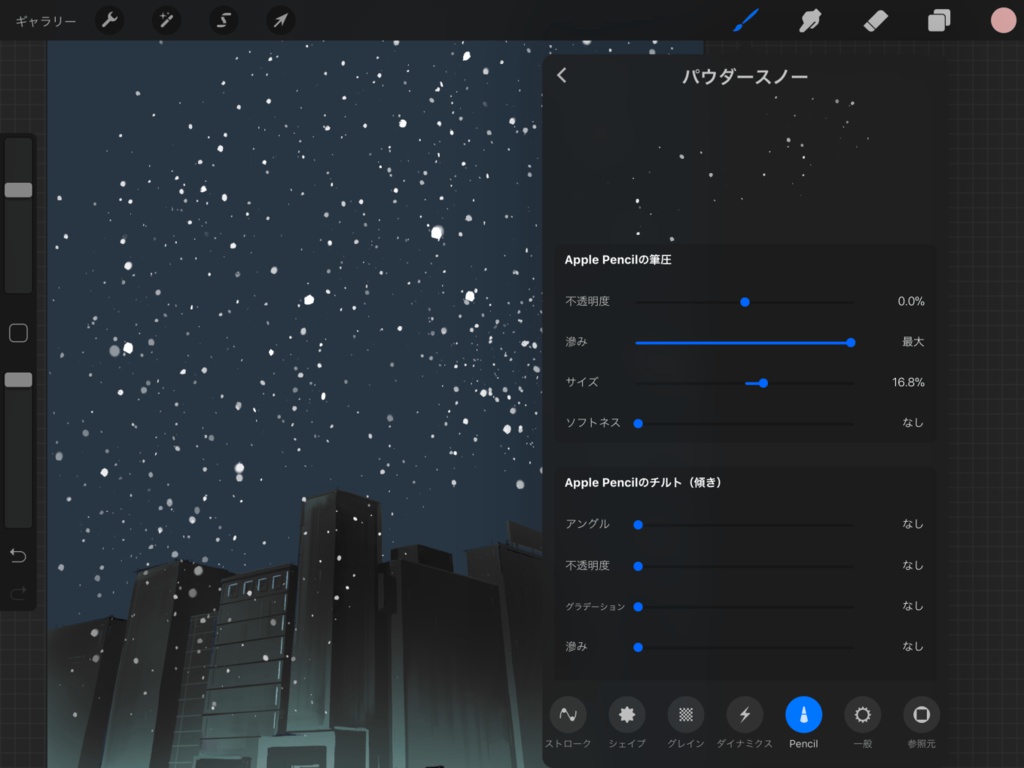 ギャラリー
パウダースノー
Apple Pencilの筆圧
不透明度 0.0%
滲み 最大
サイズ 16.8%
ソフトネス なし
Apple Pencilのチルト（傾き）
アングル なし
不透明度 なし
グラデーション なし
滲み なし
ストローク シェイプ グレイン ダイナミクス Pencil 一般 参照元